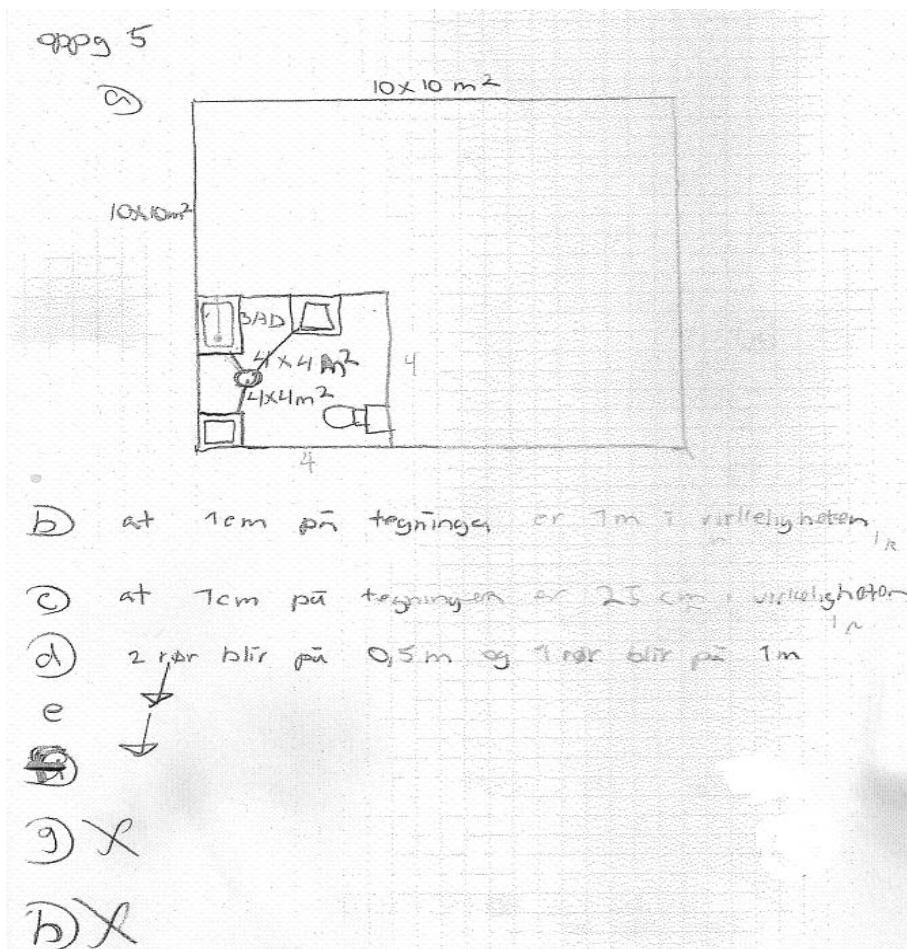 oppg 5
a
10x10 m²
10x10m²
BAD
4x4 m²
4x4m²
4
4
b at 1cm på tegningen er 1m i virkeligheten
c at 1cm på tegningen er 25 cm i virkeligheten
d 2 rør blir på 0,5m og 1 rør blir på 1m
e
g X
h X